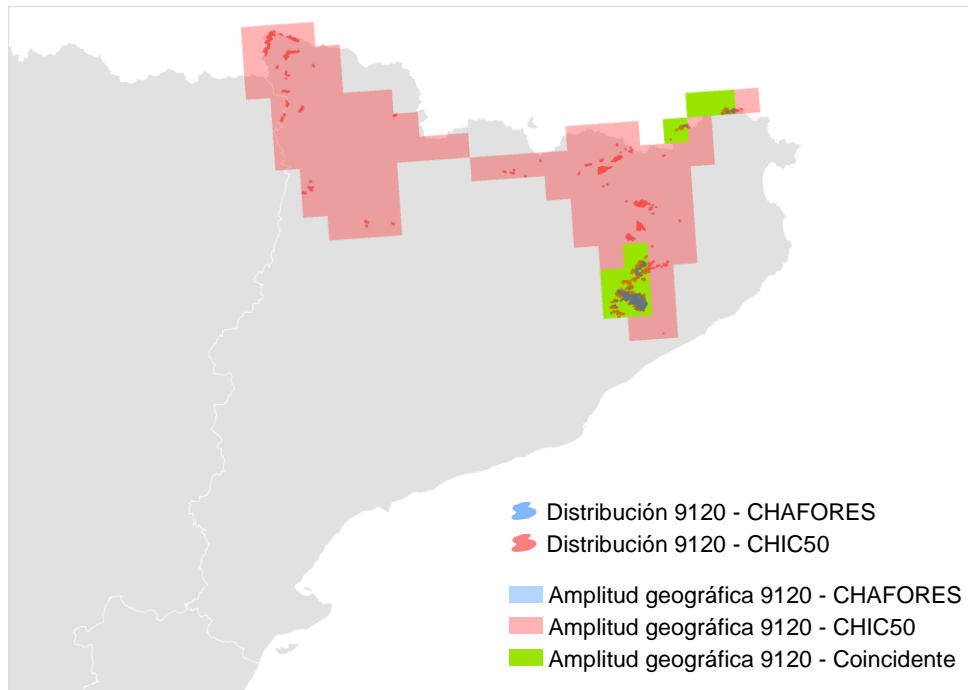 Distribución 9120 - CHAFORES
Distribución 9120 - CHIC50
Amplitud geográfica 9120 - CHAFORES
Amplitud geográfica 9120 - CHIC50
Amplitud geográfica 9120 - Coincidente